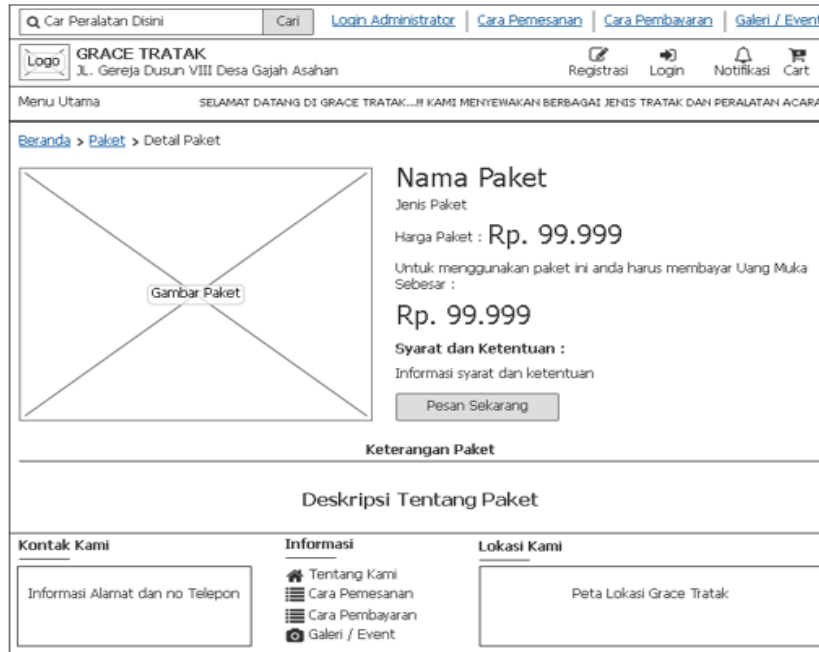 Car Peralatan Disini Cari Login Administrator Cara Pemesanan Cara Pembayaran Galeri / Event
Logo GRACE TRATAK
JL. Gereja Dusun VIII Desa Gajah Asahan
Registrasi Login Notifikasi Cart
Menu Utama SELAMAT DATANG DI GRACE TRATAK...!! KAMI MENYEWAKAN BERBAGAI JENIS TRATAK DAN PERALATAN ACARA
Beranda > Paket > Detail Paket
Gambar Paket
Nama Paket
Jenis Paket
Harga Paket : Rp. 99.999
Untuk menggunakan paket ini anda harus membayar Uang Muka
Sebesar :
Rp. 99.999
Syarat dan Ketentuan :
Informasi syarat dan ketentuan
Pesan Sekarang
Keterangan Paket
Deskripsi Tentang Paket
Kontak Kami
Informasi Alamat dan no Telepon
Informasi
Tentang Kami
Cara Pemesanan
Cara Pembayaran
Galeri / Event
Lokasi Kami
Peta Lokasi Grace Tratak